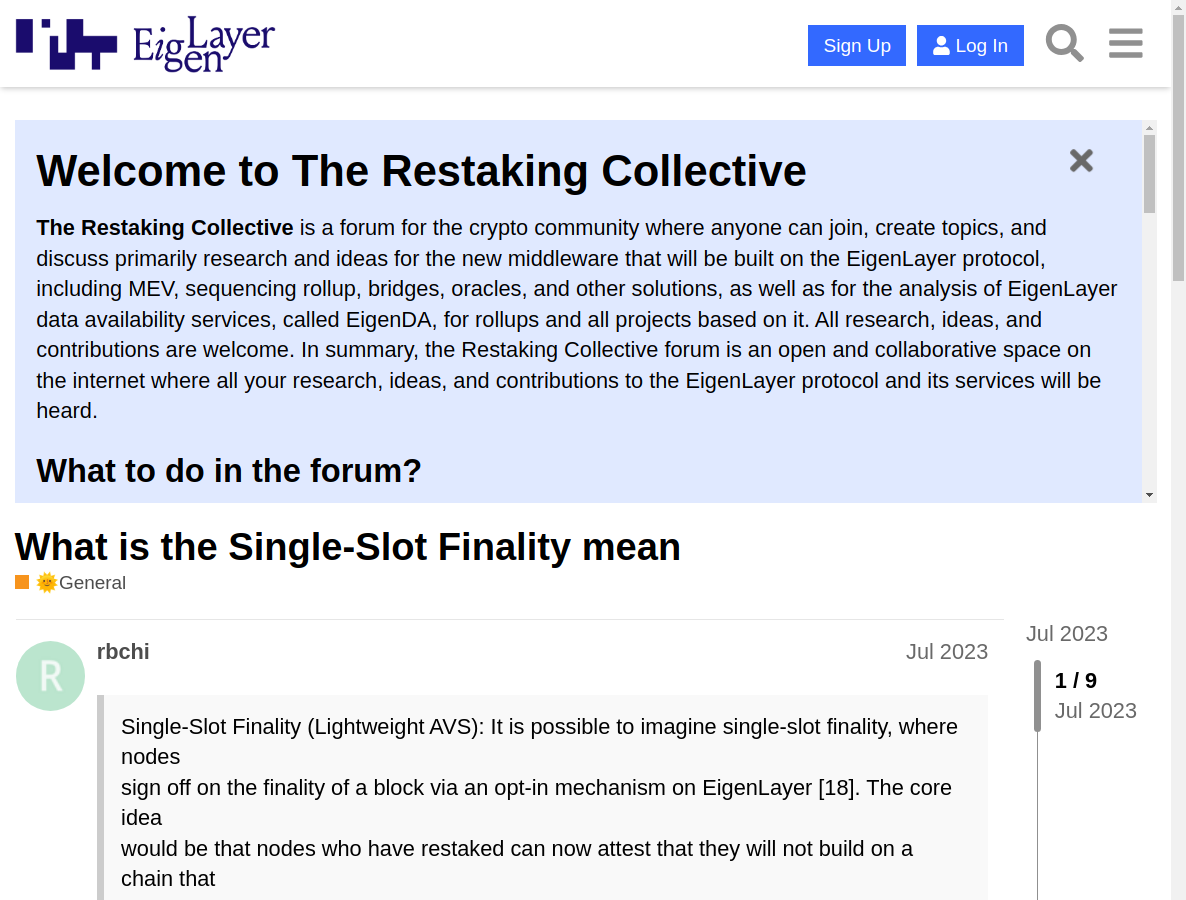 EigenLayer
Sign Up
Log In
Welcome to The Restaking Collective
The Restaking Collective is a forum for the crypto community where anyone can join, create topics, and
discuss primarily research and ideas for the new middleware that will be built on the EigenLayer protocol,
including MEV, sequencing rollup, bridges, oracles, and other solutions, as well as for the analysis of EigenLayer
data availability services, called EigenDA, for rollups and all projects based on it. All research, ideas, and
contributions are welcome. In summary, the Restaking Collective forum is an open and collaborative space on
the internet where all your research, ideas, and contributions to the EigenLayer protocol and its services will be
heard.
What to do in the forum?
What is the Single-Slot Finality mean
General
R
rbchi
Jul 2023
Jul 2023
1 / 9
Jul 2023
Single-Slot Finality (Lightweight AVS): It is possible to imagine single-slot finality, where
nodes
sign off on the finality of a block via an opt-in mechanism on EigenLayer [18]. The core
idea
would be that nodes who have restaked can now attest that they will not build on a
chain that